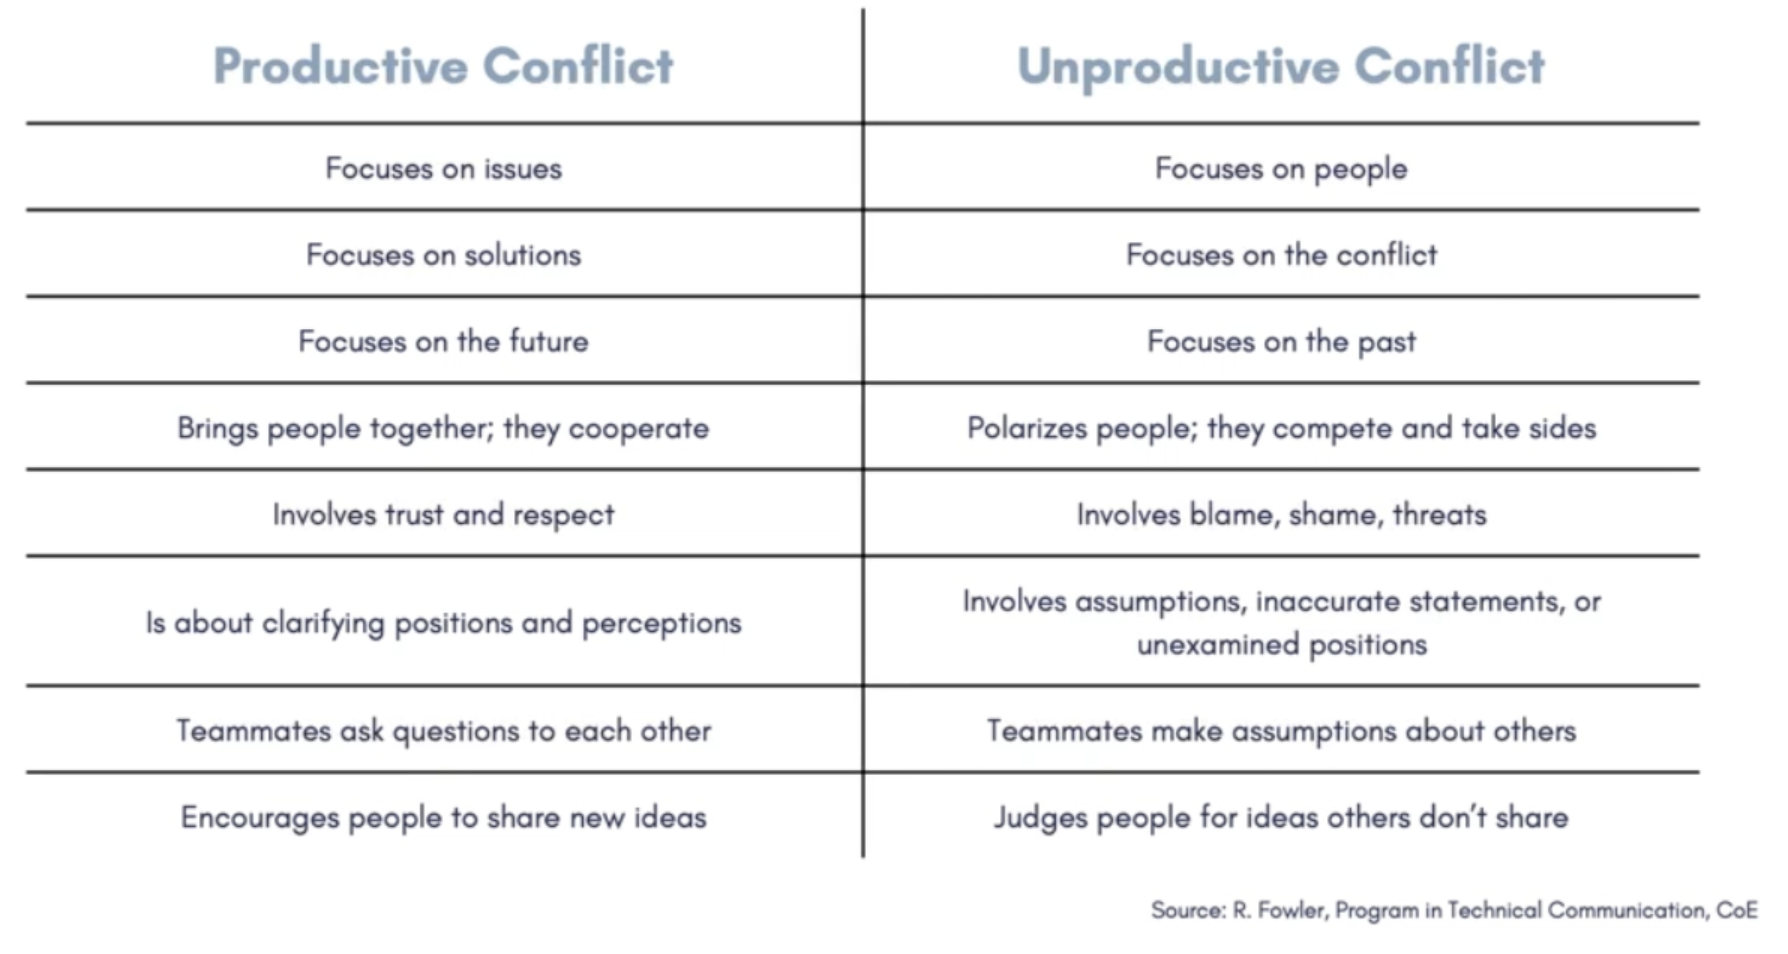 Productive Conflict
Unproductive Conflict
Focuses on issues
Focuses on people
Focuses on solutions
Focuses on the conflict
Focuses on the future
Focuses on the past
Brings people together; they cooperate
Polarizes people; they compete and take sides
Involves trust and respect
Involves blame, shame, threats
Is about clarifying positions and perceptions
Involves assumptions, inaccurate statements, or
unexamined positions
Teammates ask questions to each other
Teammates make assumptions about others
Encourages people to share new ideas
Judges people for ideas others don’t share
Source: R. Fowler, Program in Technical Communication, CoE